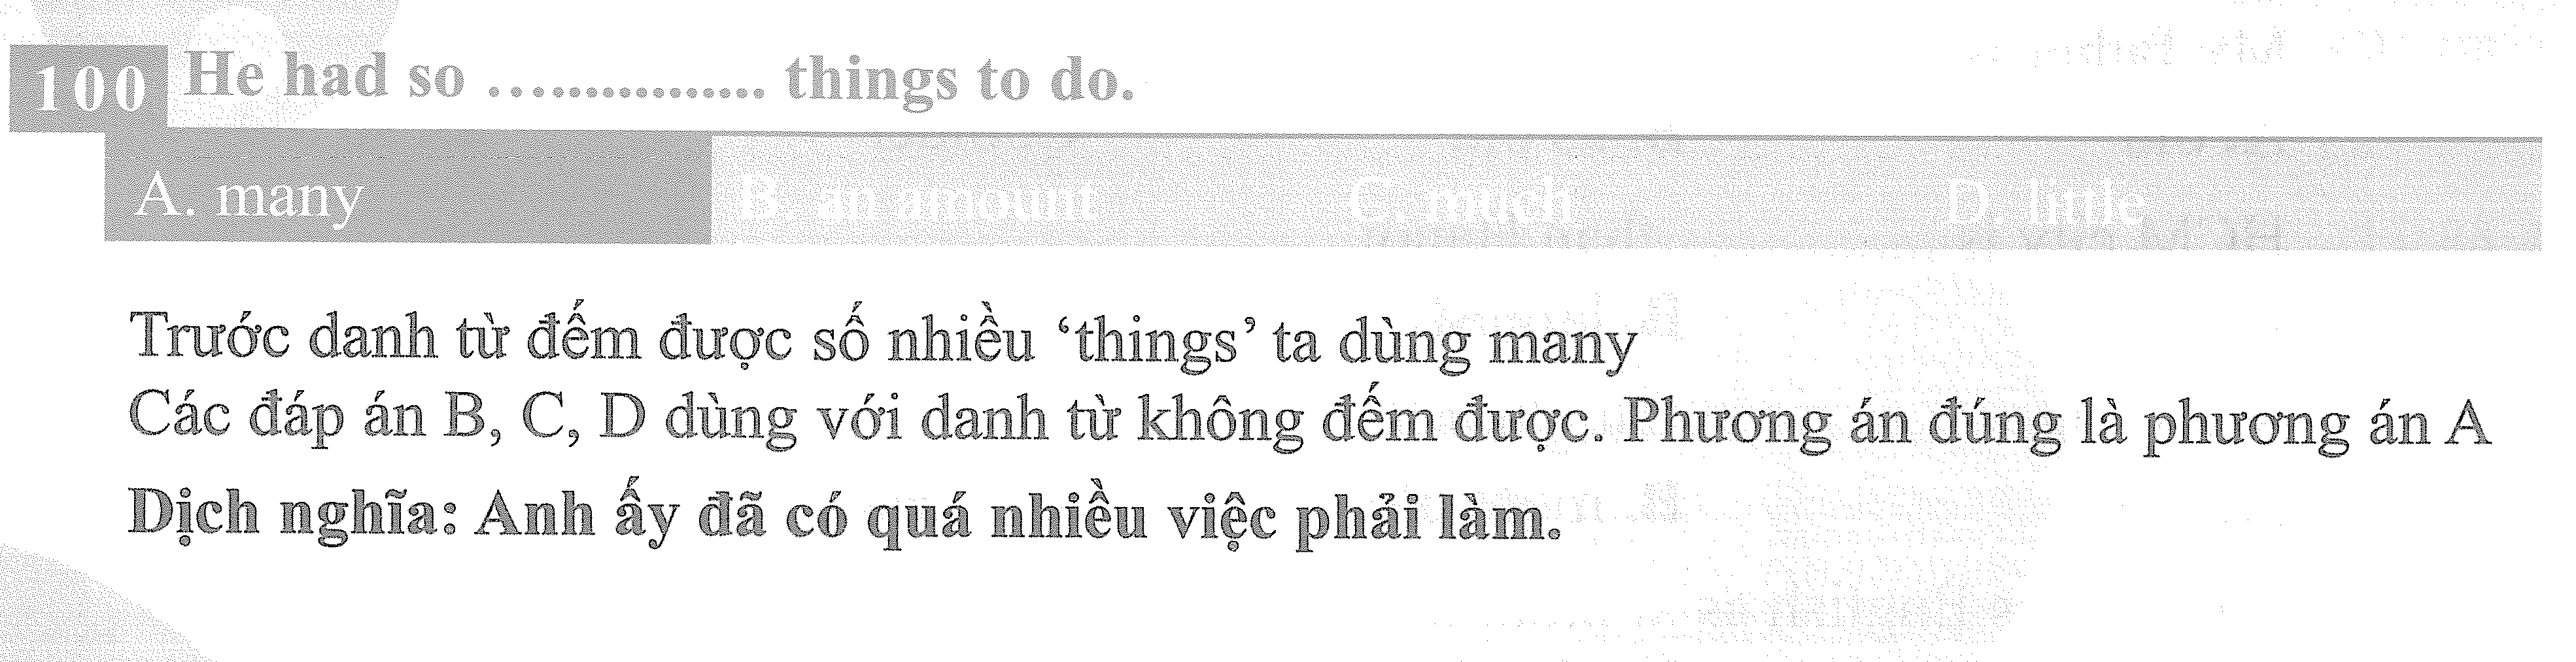 100 He had so ................. things to do.
A. many B. an amount C. much D. little
Trước danh từ đếm được số nhiều ‘things’ ta dùng many
Các đáp án B, C, D dùng với danh từ không đếm được. Phương án đúng là phương án A
Dịch nghĩa: Anh ấy đã có quá nhiều việc phải làm.